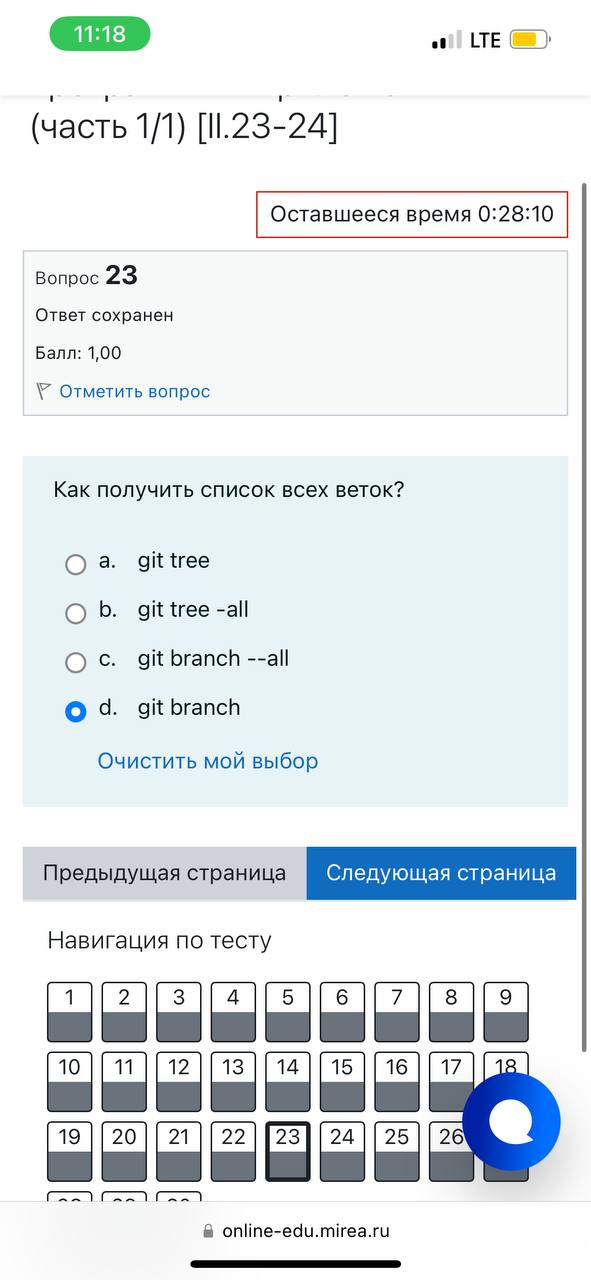 11:18
LTE
(часть 1/1) [II.23-24]
Оставшееся время 0:28:10
Вопрос 23
Ответ сохранен
Балл: 1,00
Отметить вопрос
Как получить список всех веток?
a. git tree
b. git tree -all
c. git branch --all
d. git branch
Очистить мой выбор
Предыдущая страница
Следующая страница
Навигация по тесту
1 2 3 4 5 6 7 8 9
10 11 12 13 14 15 16 17 18
19 20 21 22 23 24 25 26
online-edu.mirea.ru